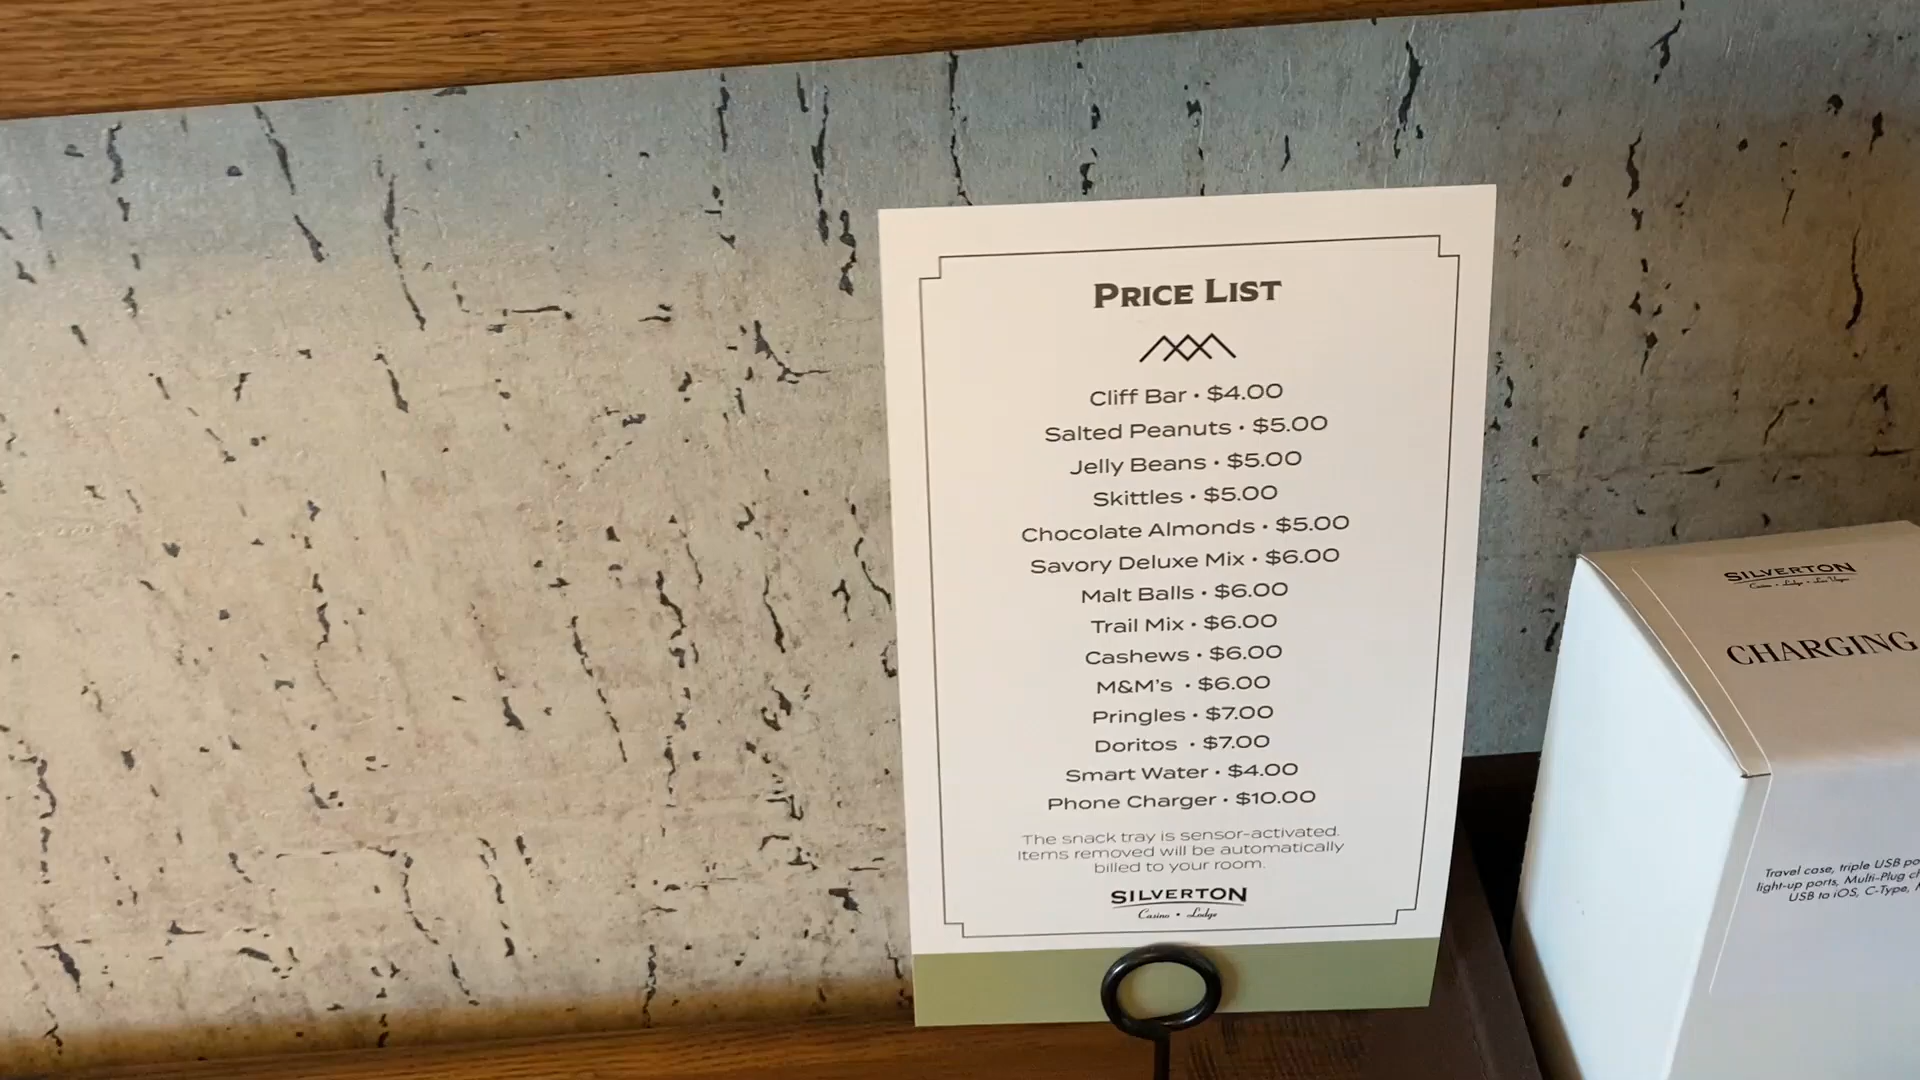 PRICE LIST
Cliff Bar • $4.00
Salted Peanuts • $5.00
Jelly Beans • $5.00
Skittles • $5.00
Chocolate Almonds • $5.00
Savory Deluxe Mix • $6.00
Malt Balls • $6.00
Trail Mix • $6.00
Cashews • $6.00
M&M's • $6.00
Pringles • $7.00
Doritos • $7.00
Smart Water • $4.00
Phone Charger • $10.00
The snack tray is sensor-activated.
Items removed will be automatically
billed to your room.
SILVERTON
Casino • Lodge
SILVERTON
Casino • Lodge • Las Vegas
CHARGING
Travel case, triple USB
light-up ports, Multi-Plug
USB to iOS, C-Type,